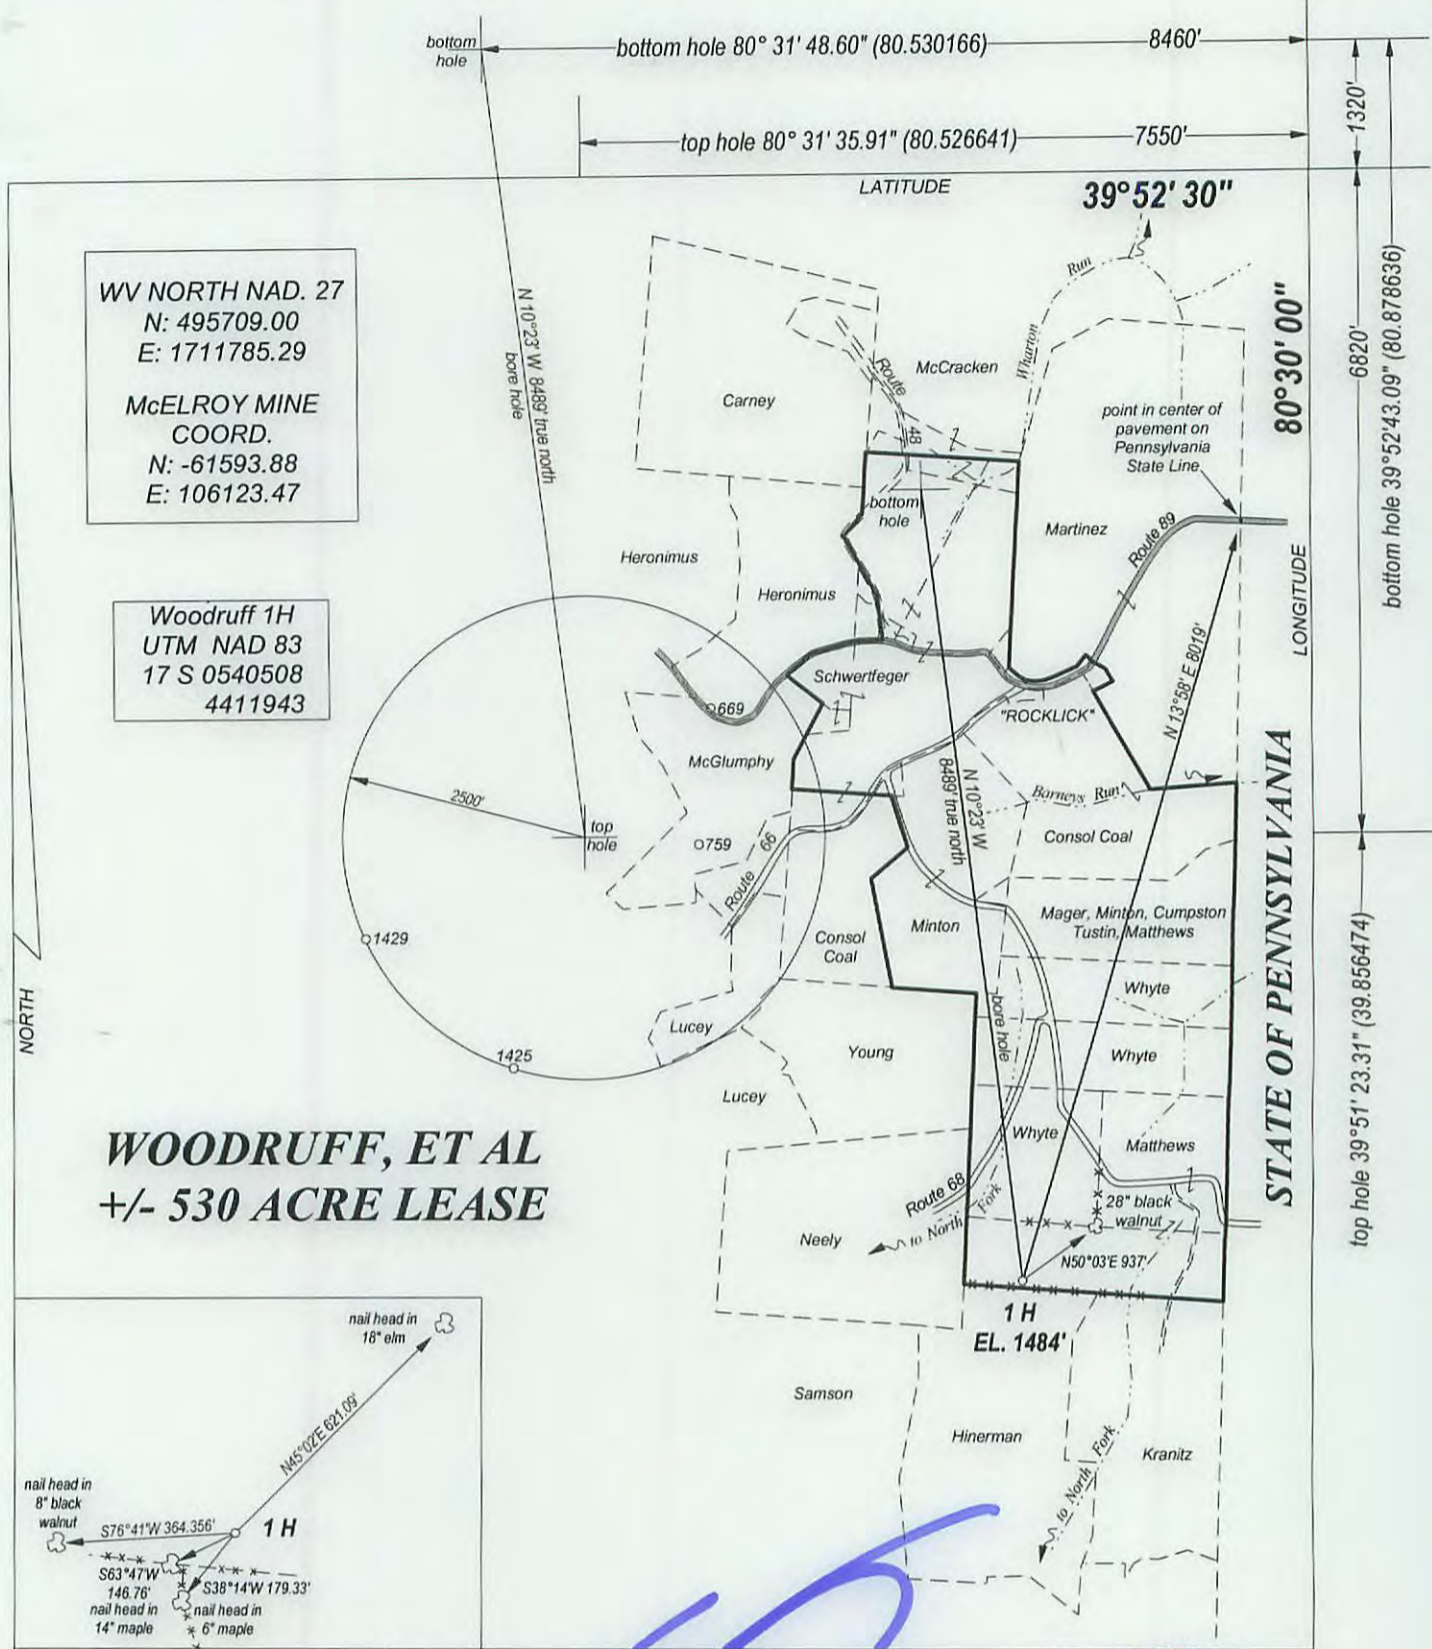 bottom
hole
bottom hole 80° 31' 48.60" (80.530166)
8460'
top hole 80° 31' 35.91" (80.526641)
7550'
1320'
LATITUDE
39°52' 30"
WV NORTH NAD. 27
N: 495709.00
E: 1711785.29
McELROY MINE
COORD.
N: -61593.88
E: 106123.47
Woodruff 1H
UTM NAD 83
17 S 0540508
4411943
N 10°23' W 8489' true north
bore hole
Carney
Route
48
McCracken
Wharton
Run
point in center of
pavement on
Pennsylvania
State Line
80°30' 00"
LONGITUDE
6820'
bottom hole 39°52'43.09" (80.878636)
bottom
hole
Martinez
Route 89
Heronimus
Heronimus
Schwertfeger
"ROCKLICK"
N 13°58' E 8019'
669
McGlumphy
2500'
top
hole
759
Route
66
N 10°23' W
8489' true north
Barneys Run
Consol Coal
Mager, Minton, Cumpston
Tustin, Matthews
Minton
Consol
Coal
Whyte
1429
bore hole
Lucey
Young
Whyte
1425
Lucey
NORTH
WOODRUFF, ET AL
+/- 530 ACRE LEASE
Whyte
Matthews
STATE OF PENNSYLVANIA
top hole 39°51' 23.31" (39.856474)
Route 68
to North Fork
28" black
walnut
Neely
N50°03'E 937'
1 H
EL. 1484'
Samson
Hinerman
Kranitz
to North Fork
nail head in
18" elm
N45°02'E 621.09'
nail head in
8" black
walnut
S76°41'W 364.356'
1 H
S63°47'W
146.76'
S38°14'W 179.33'
nail head in
14" maple
nail head in
6" maple